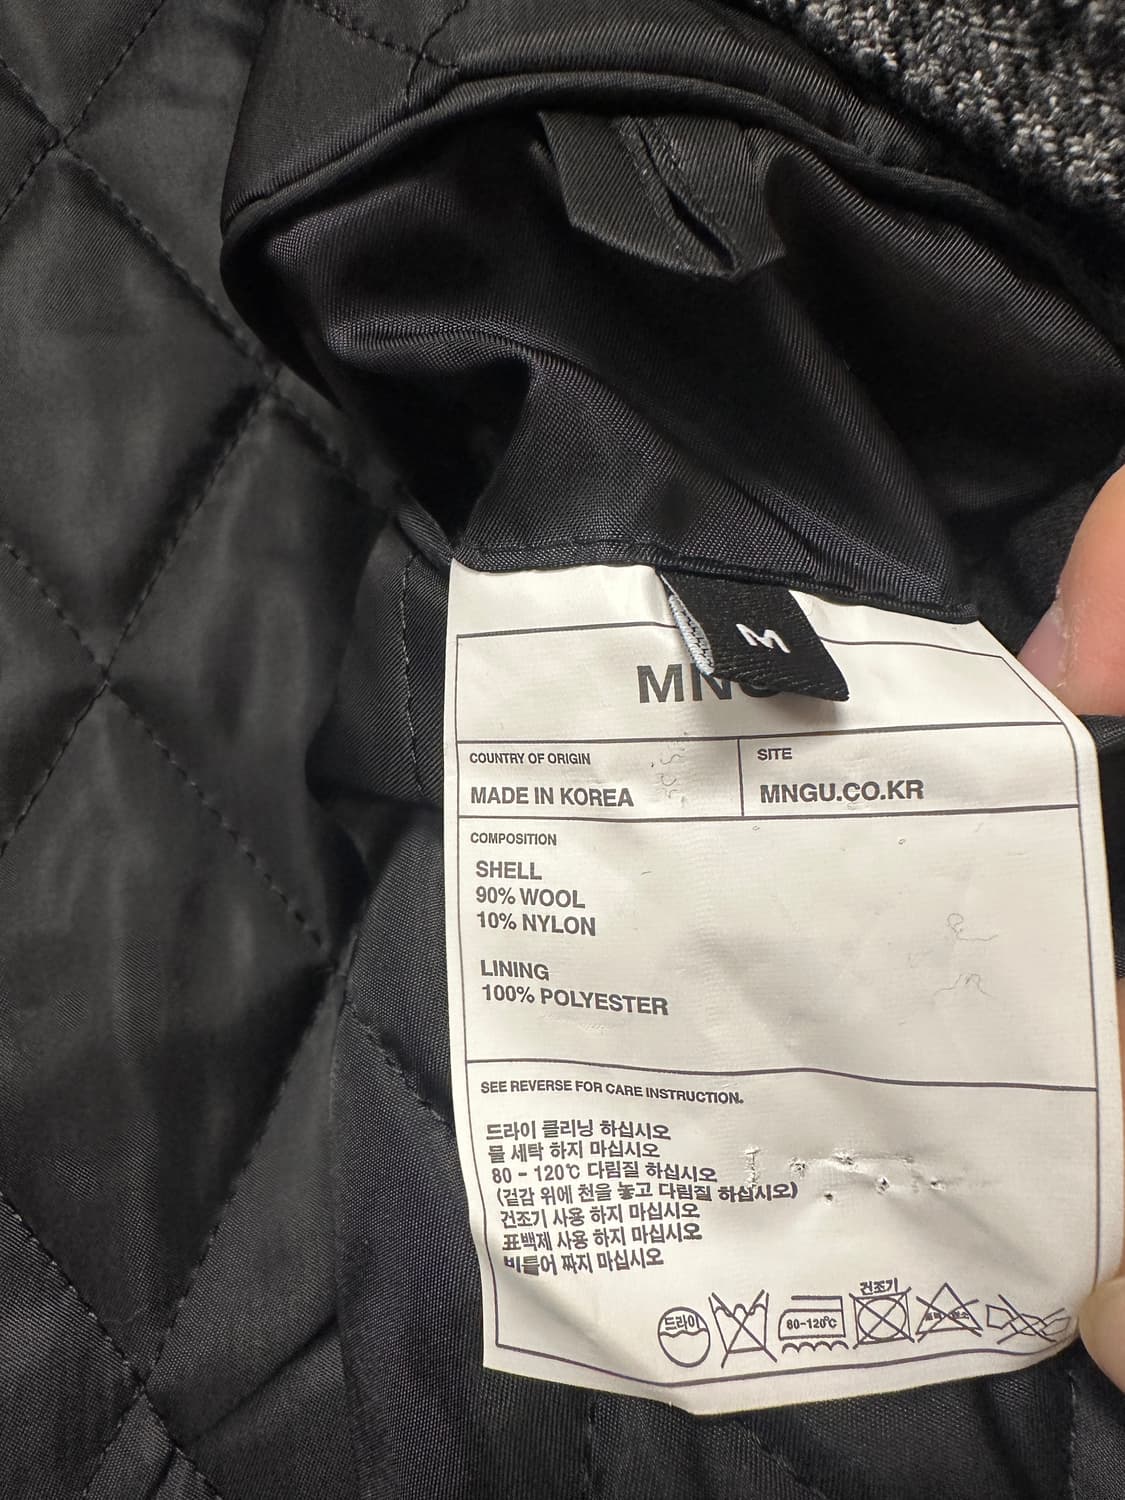 M
COUNTRY OF ORIGIN
MADE IN KOREA
SITE
MNGU.CO.KR
COMPOSITION
SHELL
90% WOOL
10% NYLON
LINING
100% POLYESTER
SEE REVERSE FOR CARE INSTRUCTION.
드라이 클리닝 하십시오
물 세탁 하지 마십시오
80 - 120℃ 다림질 하십시오
(겉감 위에 천을 놓고 다림질 하십시오)
건조기 사용 하지 마십시오
표백제 사용 하지 마십시오
비틀어 짜지 마십시오
건조기
드라이
80-120℃